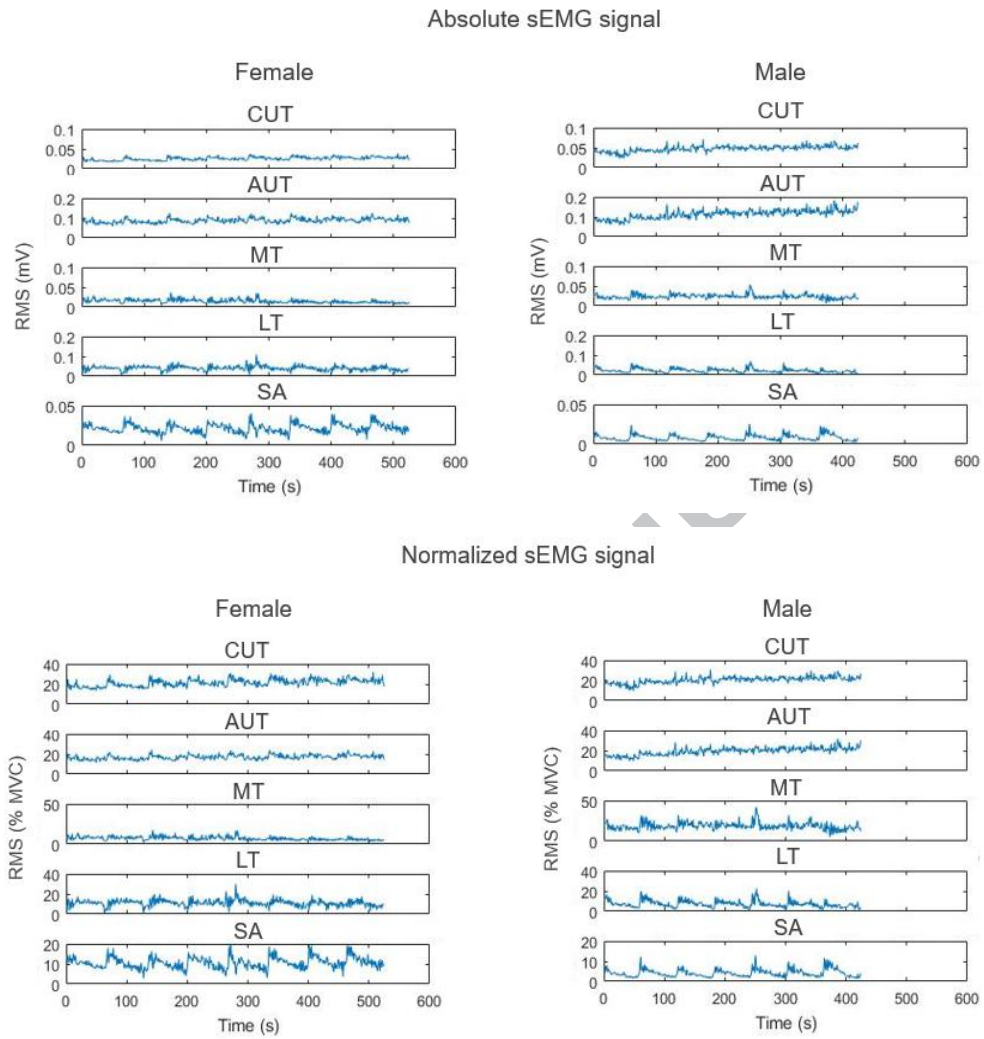 Absolute sEMG signal
Female
CUT
0.1
0.05
0
AUT
0.2
0.1
0
MT
0.1
0.05
0
LT
0.2
0.1
0
SA
0.05
0
0 100 200 300 400 500 600
Time (s)
RMS (mV)
Male
CUT
0.1
0.05
0
AUT
0.2
0.1
0
MT
0.1
0.05
0
LT
0.2
0.1
0
SA
0.05
0
0 100 200 300 400 500 600
Time (s)
RMS (mV)
Normalized sEMG signal
Female
CUT
40
20
0
AUT
40
20
0
MT
50
0
LT
40
20
0
SA
20
10
0
0 100 200 300 400 500 600
Time (s)
RMS (% MVC)
Male
CUT
40
20
0
AUT
40
20
0
MT
50
0
LT
40
20
0
SA
20
10
0
0 100 200 300 400 500 600
Time (s)
RMS (% MVC)